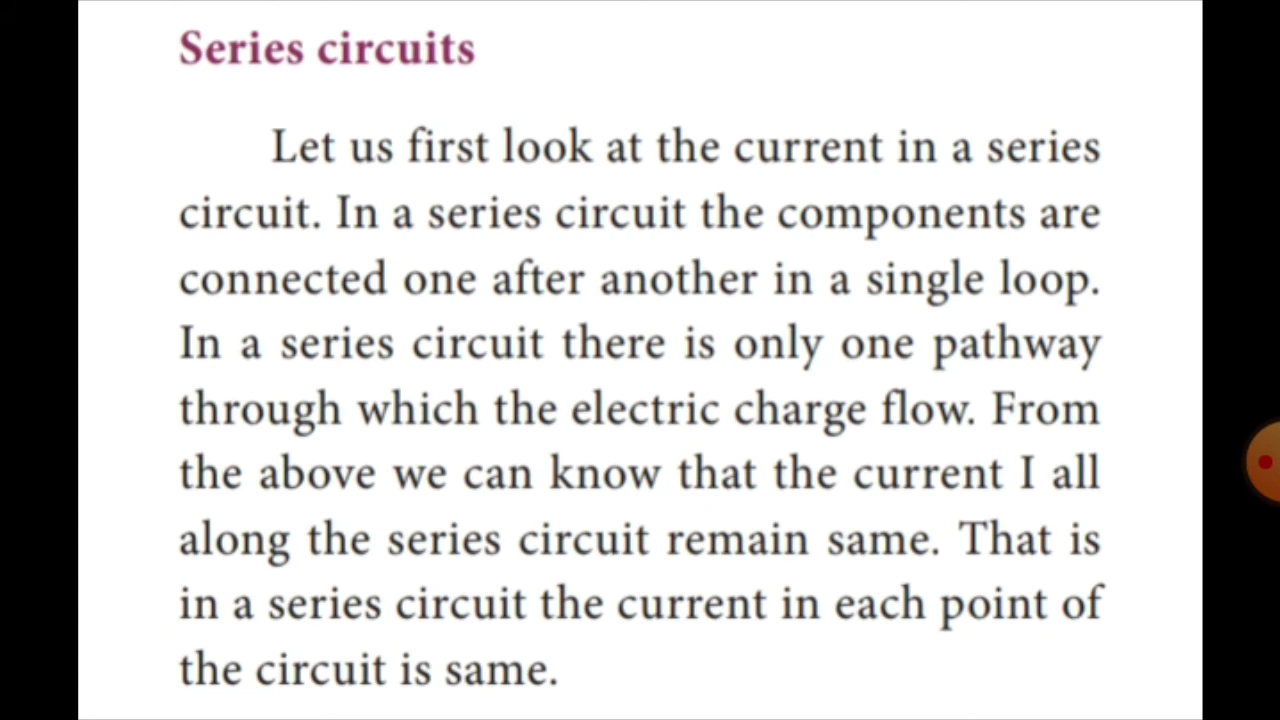 Series circuits
Let us first look at the current in a series
circuit. In a series circuit the components are
connected one after another in a single loop.
In a series circuit there is only one pathway
through which the electric charge flow. From
the above we can know that the current I all
along the series circuit remain same. That is
in a series circuit the current in each point of
the circuit is same.